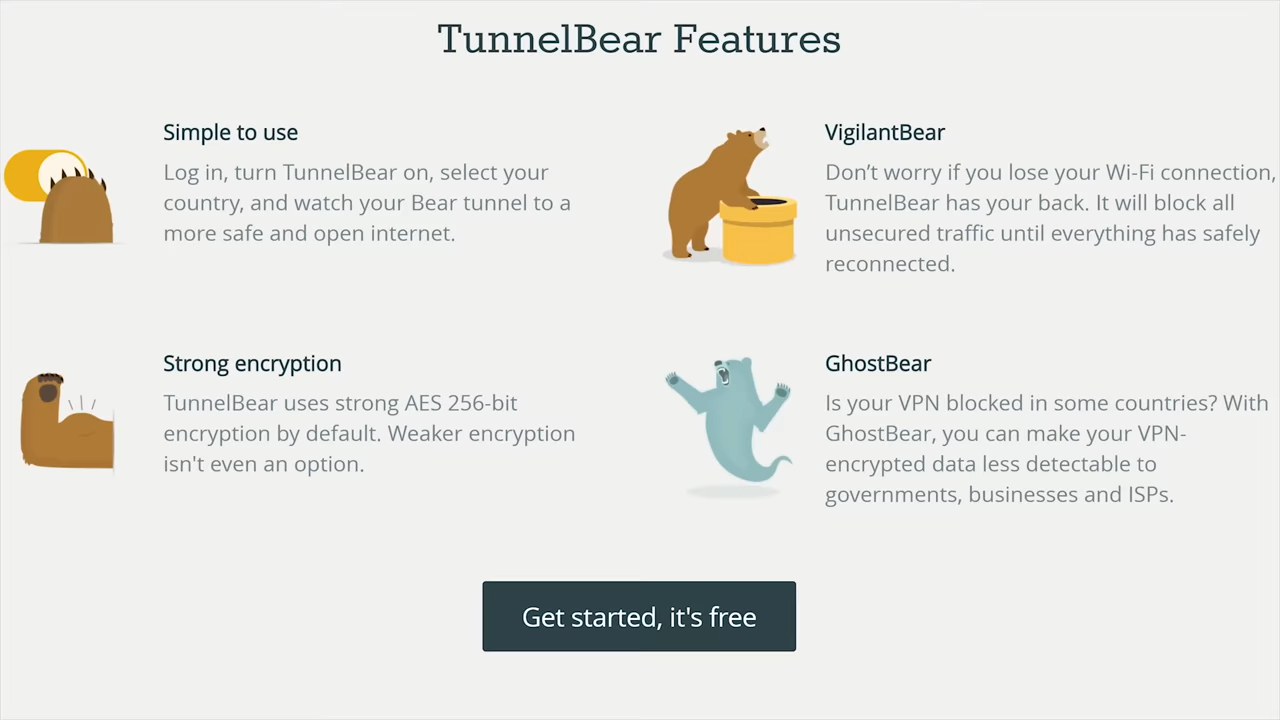 TunnelBear Features
Simple to use
Log in, turn TunnelBear on, select your
country, and watch your Bear tunnel to a
more safe and open internet.
VigilantBear
Don’t worry if you lose your Wi-Fi connection,
TunnelBear has your back. It will block all
unsecured traffic until everything has safely
reconnected.
Strong encryption
TunnelBear uses strong AES 256-bit
encryption by default. Weaker encryption
isn't even an option.
GhostBear
Is your VPN blocked in some countries? With
GhostBear, you can make your VPN-
encrypted data less detectable to
governments, businesses and ISPs.
Get started, it's free